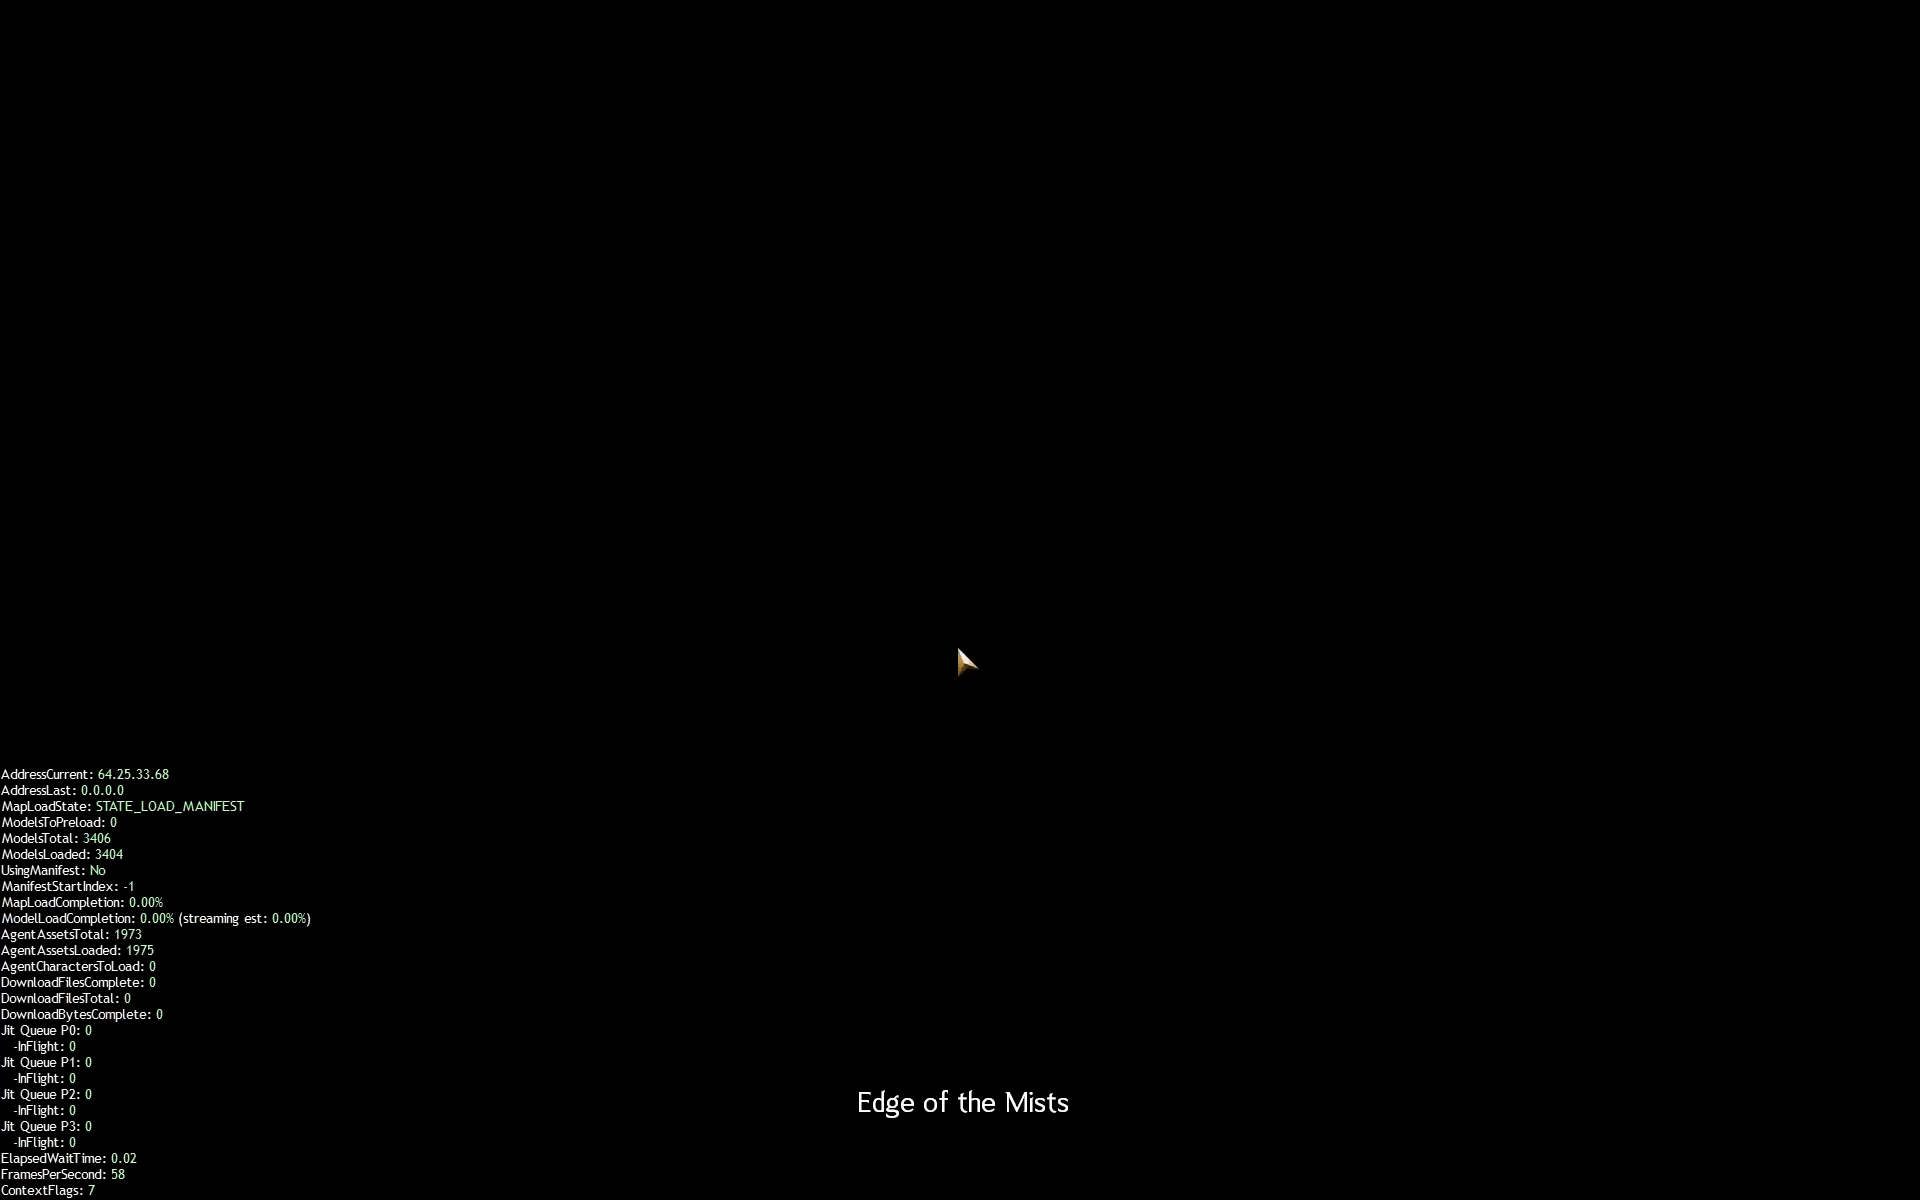 AddressCurrent: 64.25.33.68
AddressLast: 0.0.0.0
MapLoadState: STATE_LOAD_MANIFEST
ModelsToPreload: 0
ModelsTotal: 3406
ModelsLoaded: 3404
UsingManifest: No
ManifestStartIndex: -1
MapLoadCompletion: 0.00%
ModelLoadCompletion: 0.00% (streaming est: 0.00%)
AgentAssetsTotal: 1973
AgentAssetsLoaded: 1975
AgentCharactersToLoad: 0
DownloadFilesComplete: 0
DownloadFilesTotal: 0
DownloadBytesComplete: 0
Jit Queue P0: 0
-InFlight: 0
Jit Queue P1: 0
-InFlight: 0
Jit Queue P2: 0
-InFlight: 0
Jit Queue P3: 0
-InFlight: 0
ElapsedWaitTime: 0.02
FramesPerSecond: 58
ContextFlags: 7
Edge of the Mists